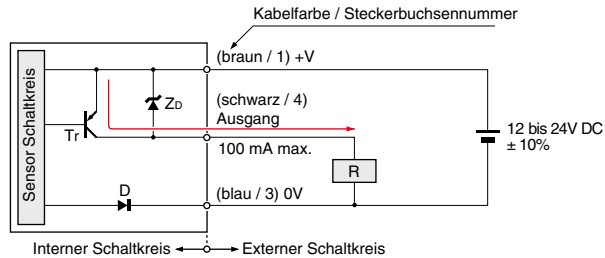 Kabelfarbe / Steckerbuchsennummer
(braun / 1) +V
Sensor Schaltkreis
Tr
ZD
(schwarz / 4)
Ausgang
100 mA max.
12 bis 24V DC
± 10%
R
D
(blau / 3) 0V
Interner Schaltkreis
Externer Schaltkreis